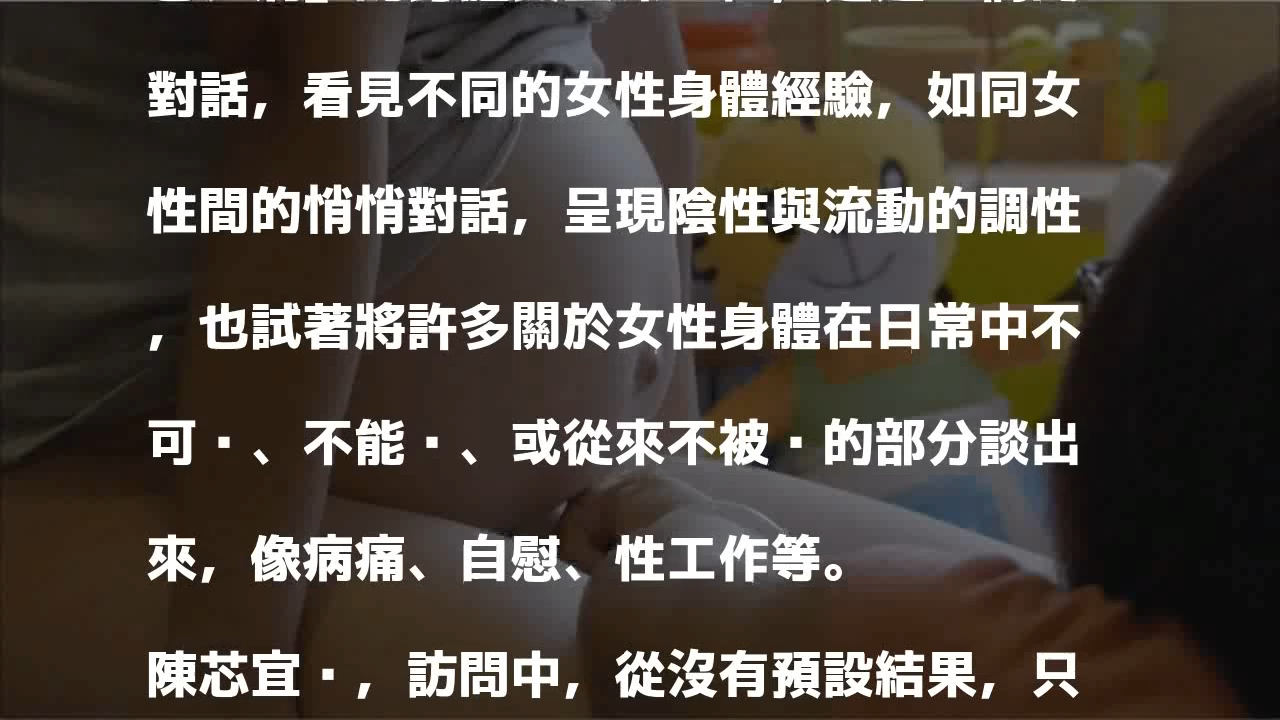 對話，看見不同的女性身體經驗，如同女
性間的悄悄對話，呈現陰性與流動的調性
，也試著將許多關於女性身體在日常中不
可▪、不能▪、或從來不被▪的部分談出
來，像病痛、自慰、性工作等。
陳芯宜▪，訪問中，從沒有預設結果，只